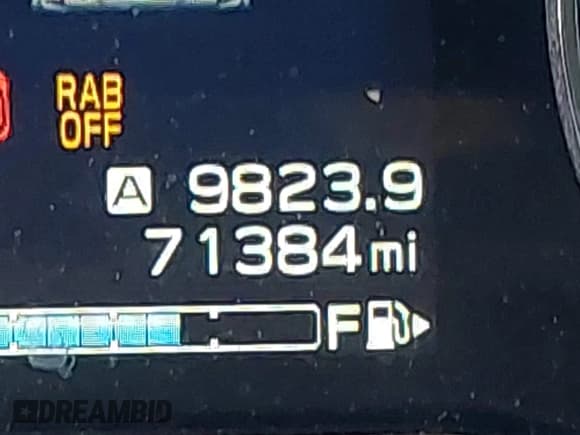 RAB
OFF
A 9823.9
71384 mi
F
DREAMBID